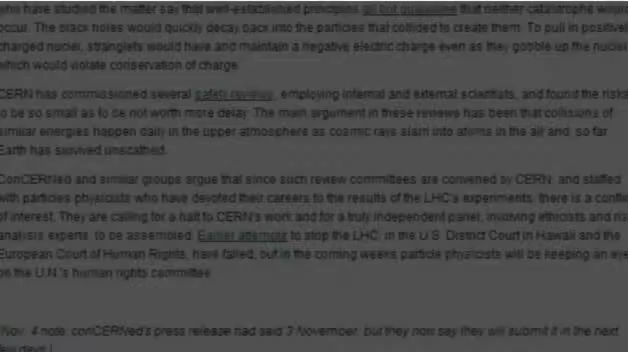 who have studied the matter say that well-established principles all but guarantee that neither catastrophe would
occur. The black holes would quickly decay back into the particles that collided to create them. To pull in positively
charged nuclei, stranglets would have and maintain a negative electric charge even as they gobble up the nuclei
which would violate conservation of charge.
CERN has commissioned several safety reviews, employing internal and external scientists, and found the risks
to be so small as to be not worth more delay. The main argument in these reviews has been that collisions of
similar energies happen daily in the upper atmosphere as cosmic rays slam into atoms in the air and, so far
Earth has survived unscathed.
ConCERNed and similar groups argue that since such review committees are convened by CERN, and staffed
with particles physicists who have devoted their careers to the results of the LHC's experiments, there is a conflic
of interest. They are calling for a halt to CERN's work and for a truly independent panel, involving ethicists and ris
analysis experts, to be assembled. Earlier attempts to stop the LHC, in the U.S. District Court in Hawaii and the
European Court of Human Rights, have failed, but in the coming weeks particle physicists will be keeping an eye
on the U.N.'s human rights committee.
Nov. 4 note: conCERNed's press release had said 3 November, but they now say they will submit it in the next
few days.]